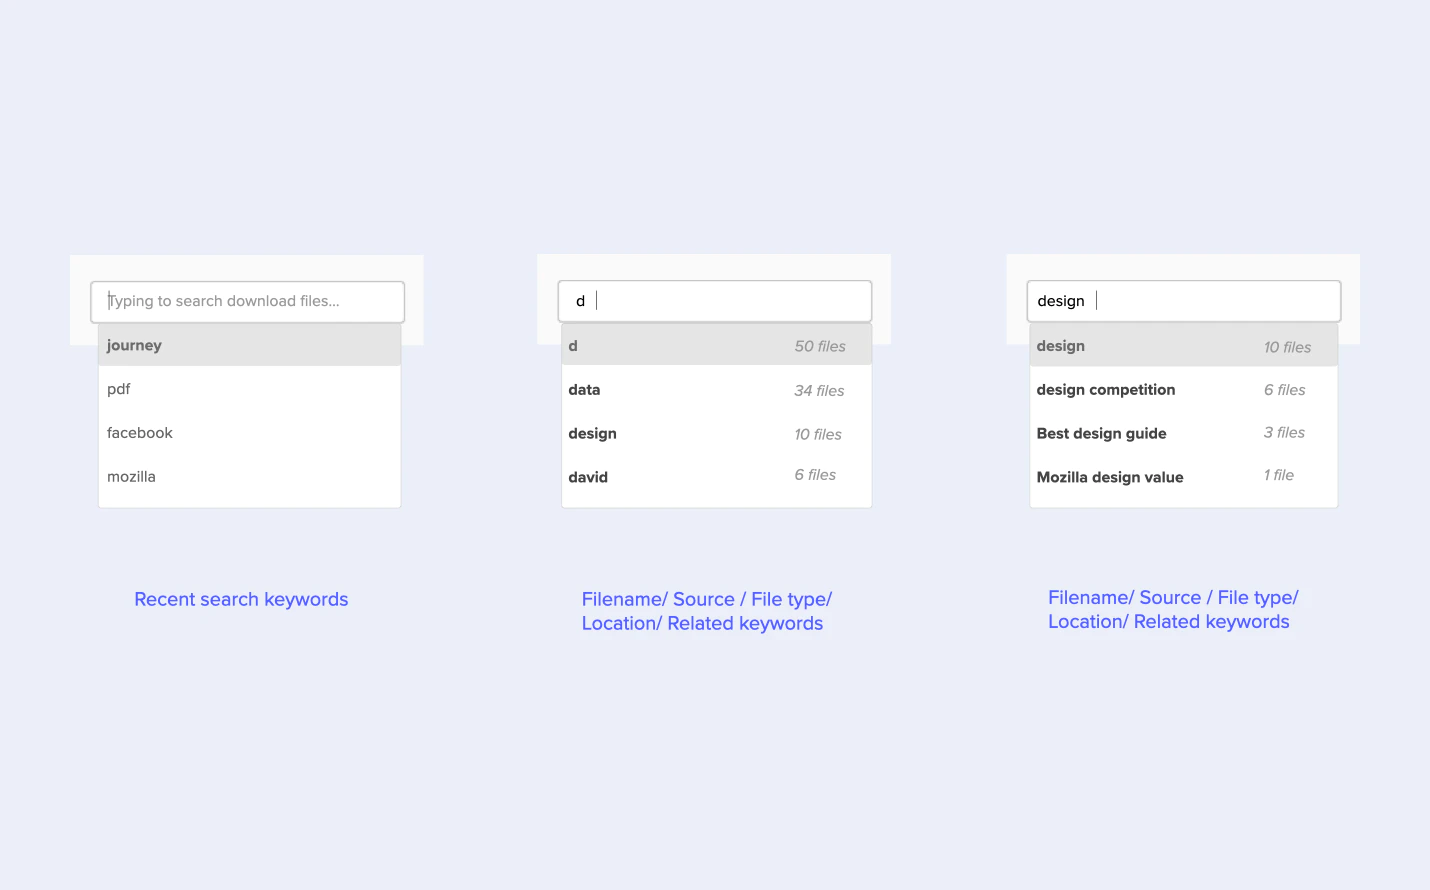 Typing to search download files...
journey
pdf
facebook
mozilla
Recent search keywords
d
d 50 files
data 34 files
design 10 files
david 6 files
Filename/ Source / File type/
Location/ Related keywords
design
design 10 files
design competition 6 files
Best design guide 3 files
Mozilla design value 1 file
Filename/ Source / File type/
Location/ Related keywords